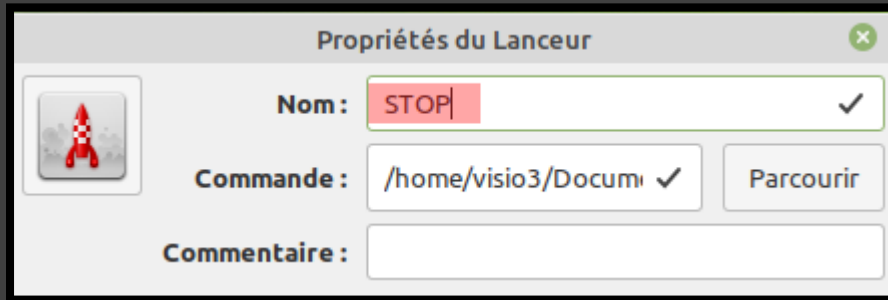 Propriétés du Lanceur
Nom : STOP
Commande : /home/visio3/Docum Parcourir
Commentaire :